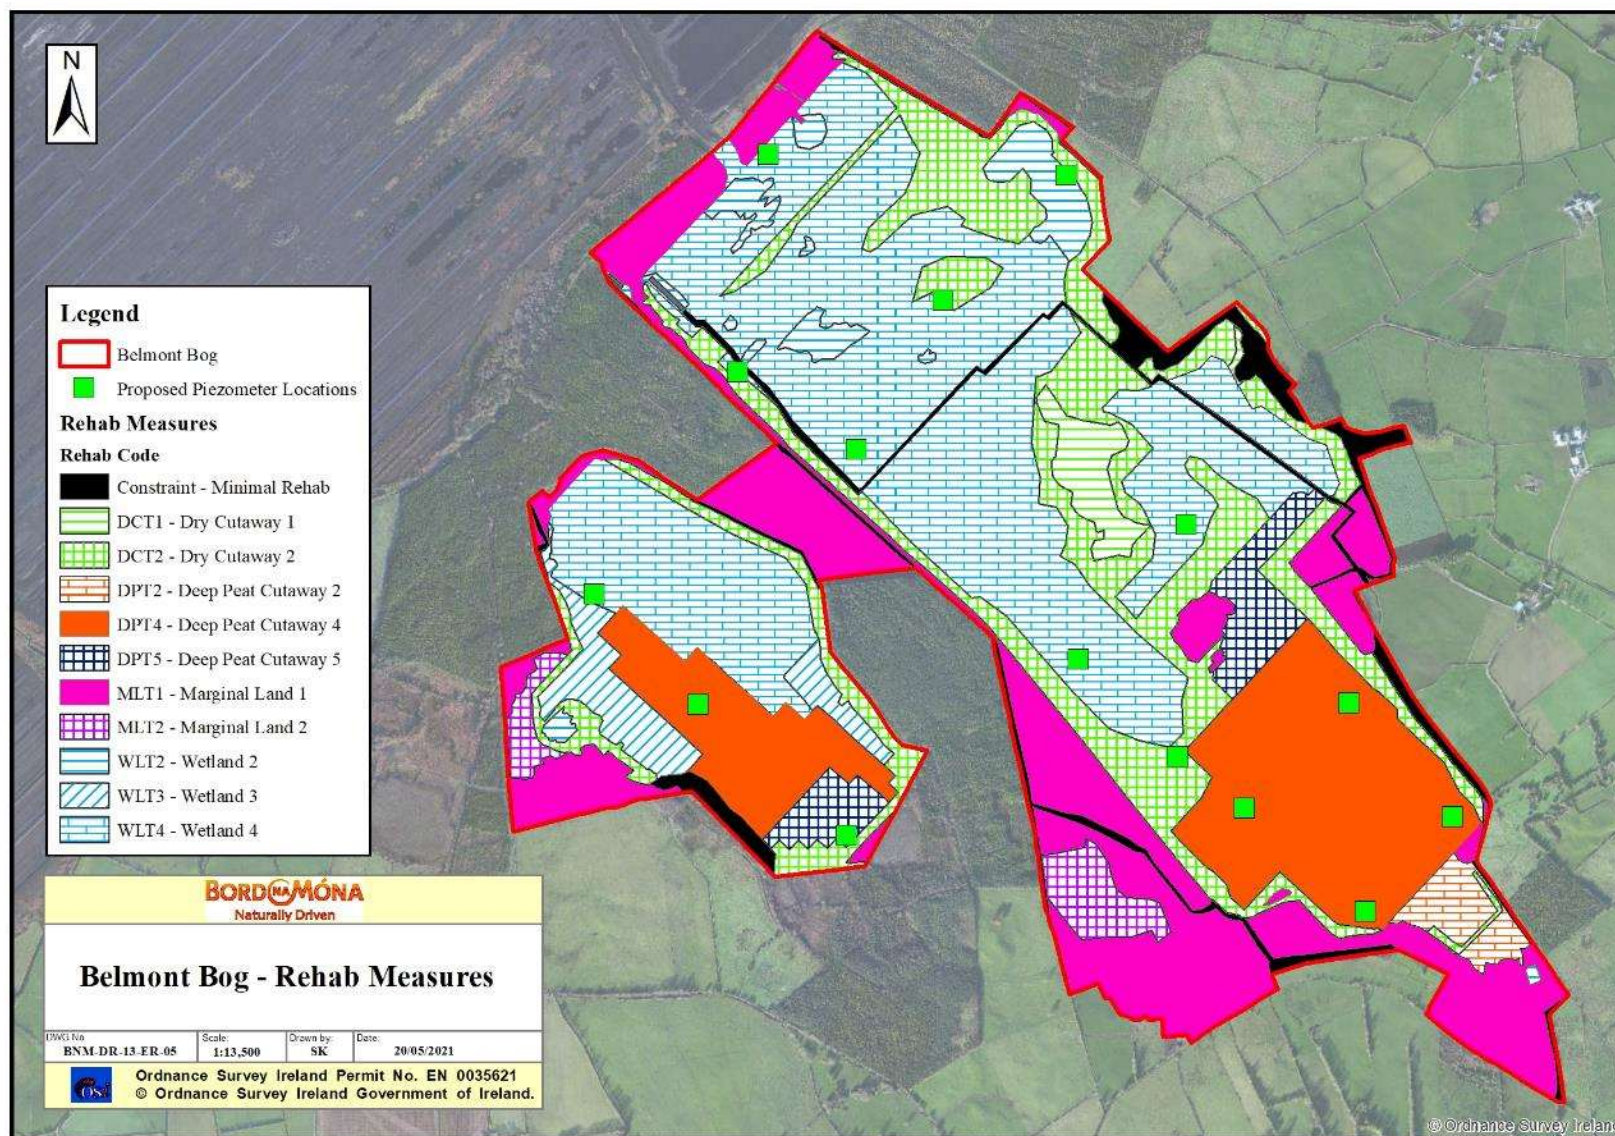 N
Legend
Belmont Bog
Proposed Piezometer Locations
Rehab Measures
Rehab Code
Constraint - Minimal Rehab
DCT1 - Dry Cutaway 1
DCT2 - Dry Cutaway 2
DPT2 - Deep Peat Cutaway 2
DPT4 - Deep Peat Cutaway 4
DPT5 - Deep Peat Cutaway 5
MLT1 - Marginal Land 1
MLT2 - Marginal Land 2
WLT2 - Wetland 2
WLT3 - Wetland 3
WLT4 - Wetland 4
BORD NA MÓNA
Naturally Driven
Belmont Bog - Rehab Measures
DWG No Scale: Drawn by: Date:
BNM-DR-13-ER-05 1:13,500 SK 20/05/2021
Osi
Ordnance Survey Ireland Permit No. EN 0035621
© Ordnance Survey Ireland Government of Ireland.
© Ordnance Survey Ireland